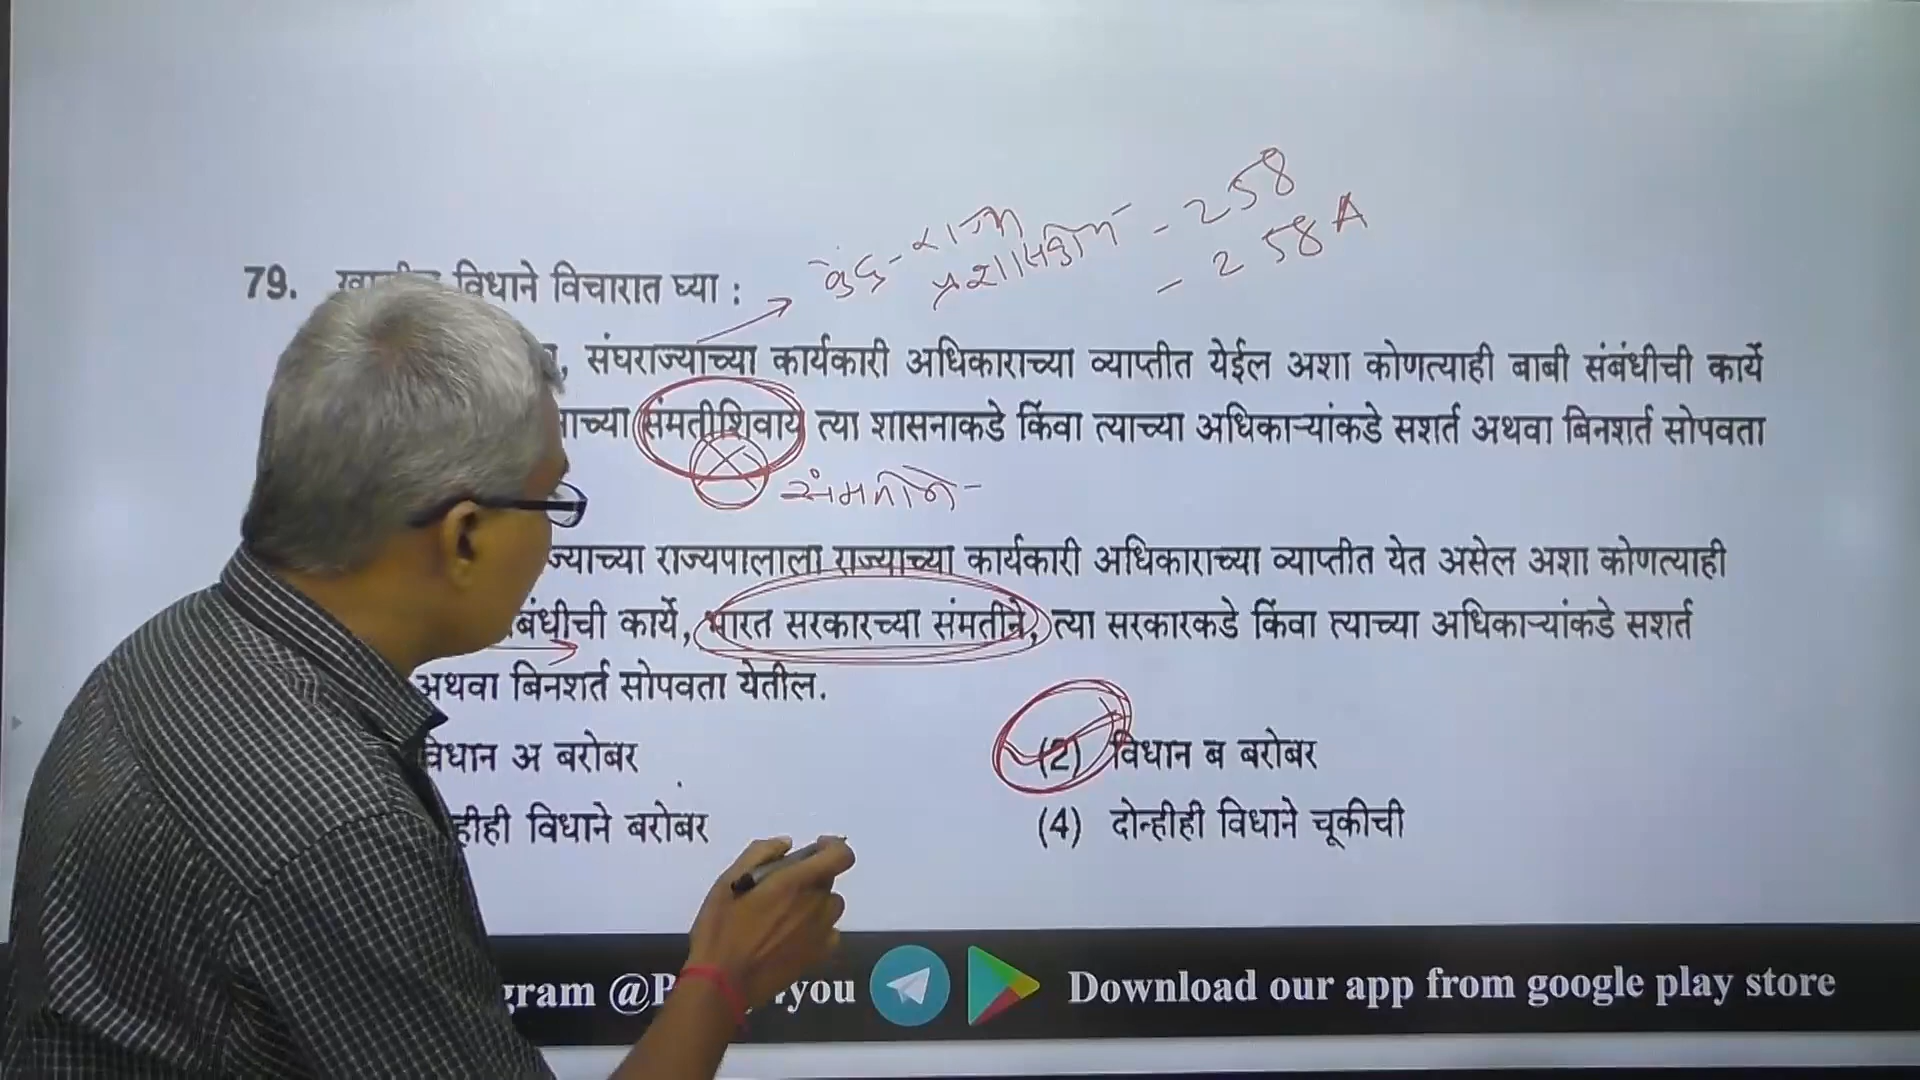 केंद्र-राज्य
प्रशासकीय - 258
- 258 A
79. विधाने विचारात घ्या :
संघराज्याच्या कार्यकारी अधिकाराच्या व्याप्तीत येईल अशा कोणत्याही बाबी संबंधीची कार्ये
संमतीशिवाय त्या शासनाकडे किंवा त्याच्या अधिकाऱ्यांकडे सशर्त अथवा बिनशर्त सोपवता
संमतीने-
राज्यपालाला राज्याच्या कार्यकारी अधिकाराच्या व्याप्तीत येत असेल अशा कोणत्याही
कार्ये, भारत सरकारच्या संमतीने, त्या सरकारकडे किंवा त्याच्या अधिकाऱ्यांकडे सशर्त
अथवा बिनशर्त सोपवता येतील.
विधान अ बरोबर (2) विधान ब बरोबर
विधाने बरोबर (4) दोन्हीही विधाने चूकीची
Download our app from google play store